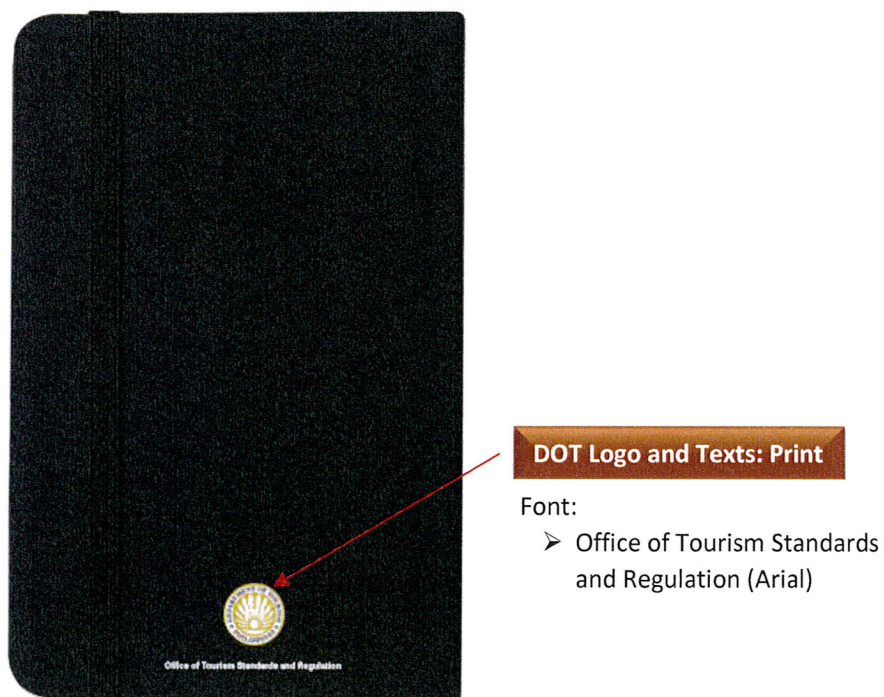 DOT Logo and Texts: Print
Font:
➢ Office of Tourism Standards
and Regulation (Arial)
Office of Tourism Standards and Regulation